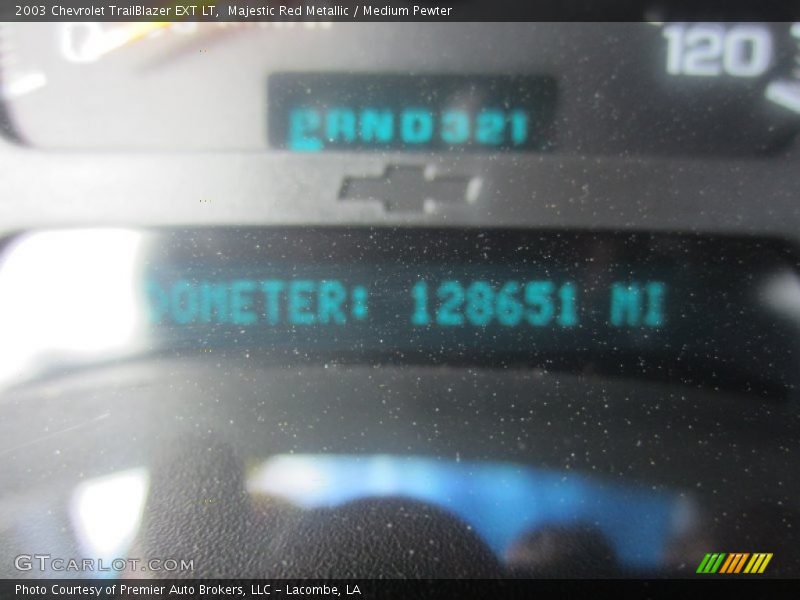 2003 Chevrolet TrailBlazer EXT LT, Majestic Red Metallic / Medium Pewter
120
PRND321
ODOMETER: 128651 MI
GTCARLOT.COM
Photo Courtesy of Premier Auto Brokers, LLC - Lacombe, LA